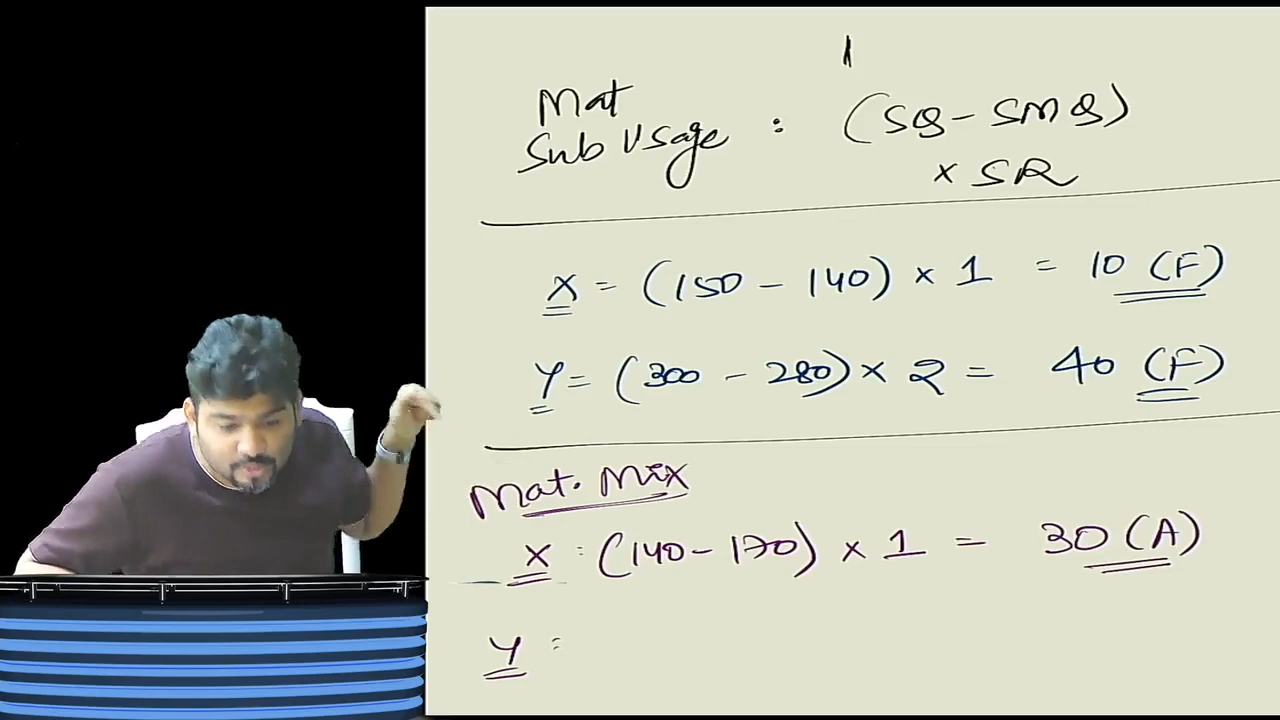 Mat
Sub Usage : (SQ - SMQ)
× SR
X = (150 - 140) × 1 = 10 (F)
Y = (300 - 280) × 2 = 40 (F)
Mat. Mix
X : (140 - 170) × 1 = 30 (A)
Y =